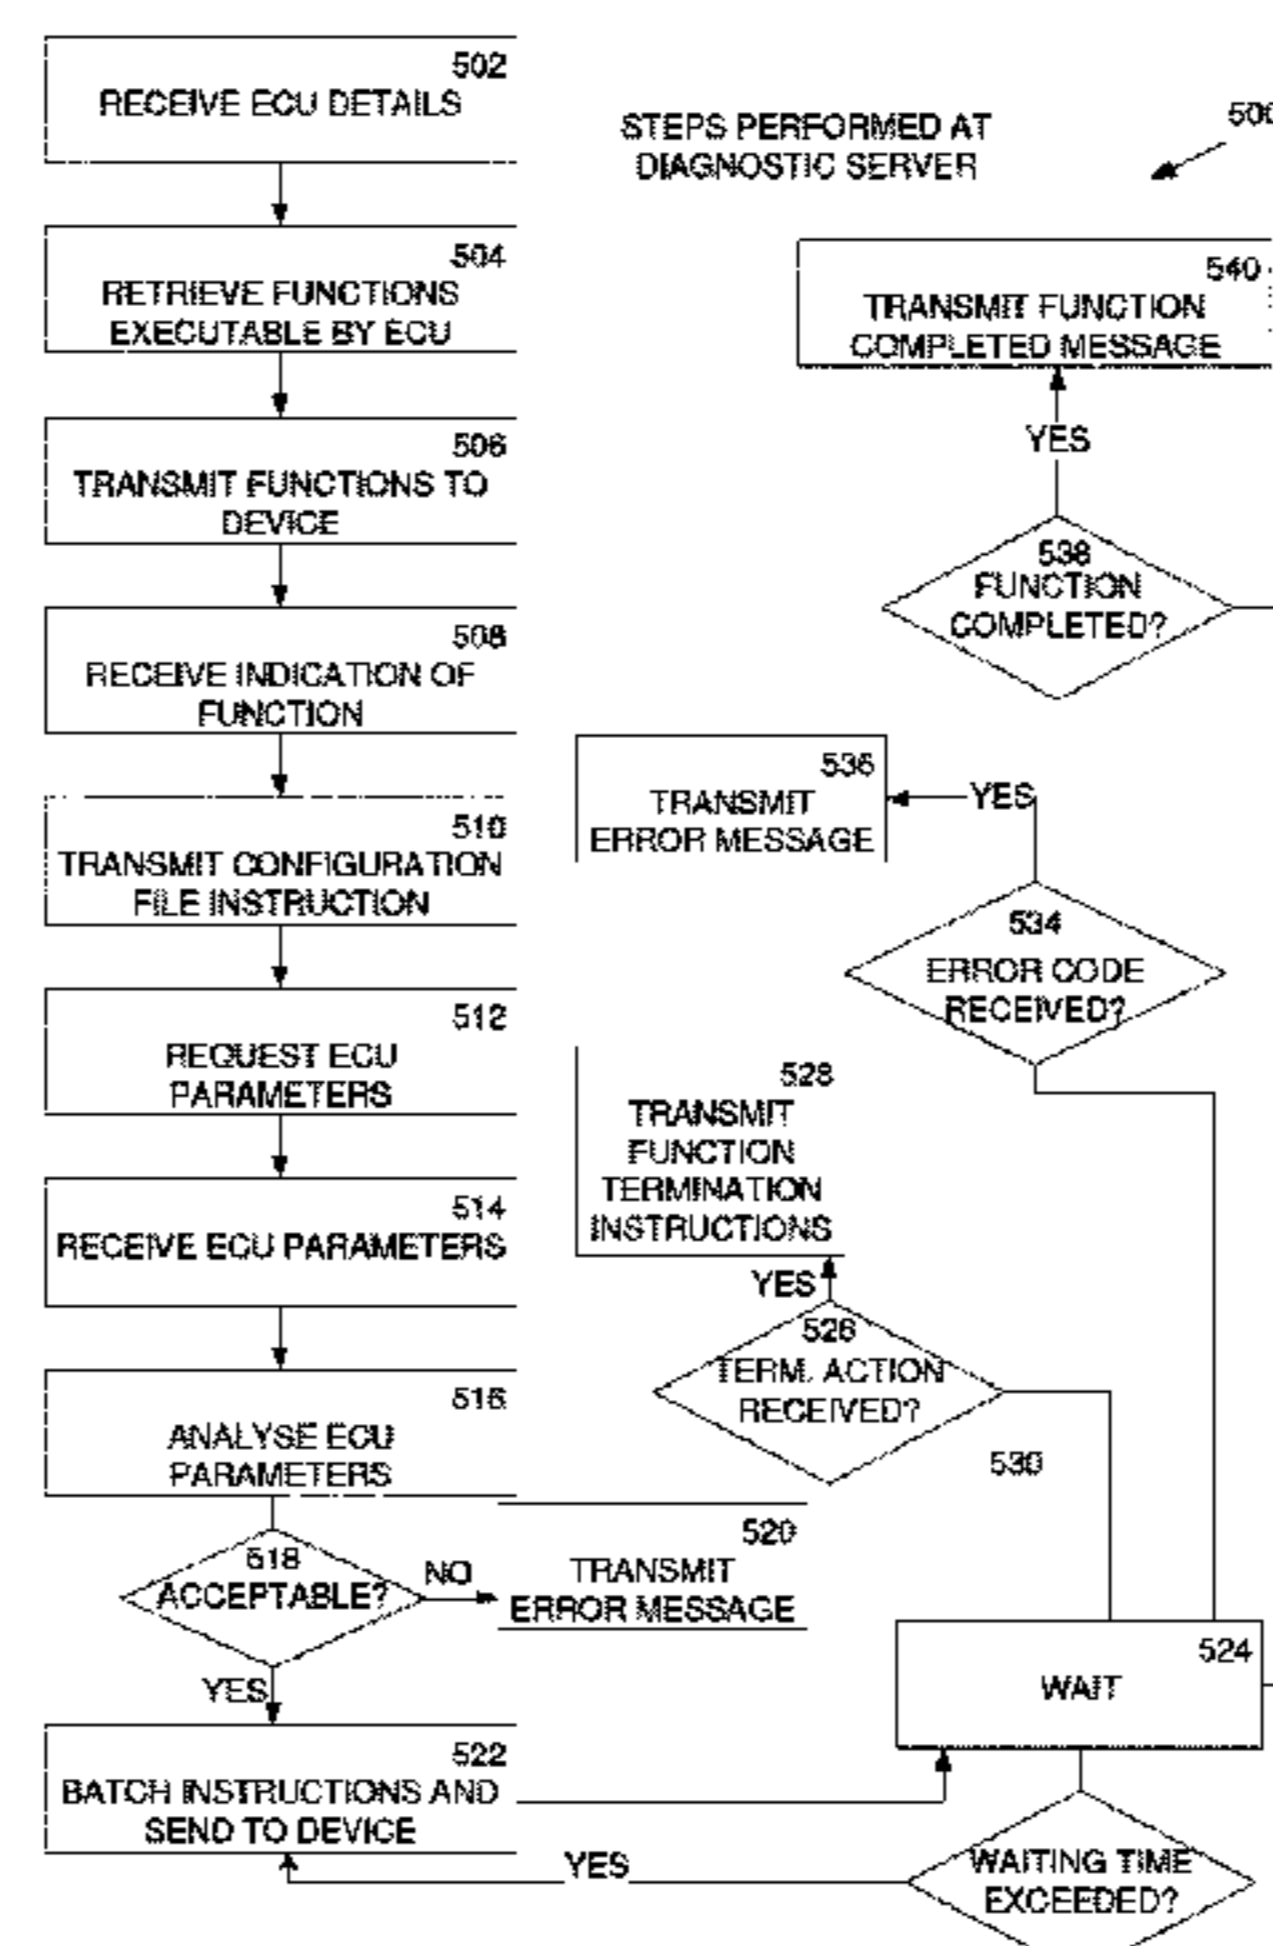 502
RECEIVE ECU DETAILS
STEPS PERFORMED AT
DIAGNOSTIC SERVER
500
504
RETRIEVE FUNCTIONS
EXECUTABLE BY ECU
540
TRANSMIT FUNCTION
COMPLETED MESSAGE
YES
506
TRANSMIT FUNCTIONS TO
DEVICE
538
FUNCTION
COMPLETED?
508
RECEIVE INDICATION OF
FUNCTION
536
TRANSMIT
ERROR MESSAGE
YES
510
TRANSMIT CONFIGURATION
FILE INSTRUCTION
534
ERROR CODE
RECEIVED?
512
REQUEST ECU
PARAMETERS
528
TRANSMIT
FUNCTION
TERMINATION
INSTRUCTIONS
514
RECEIVE ECU PARAMETERS
YES
526
TERM. ACTION
RECEIVED?
516
ANALYSE ECU
PARAMETERS
530
520
TRANSMIT
ERROR MESSAGE
518
ACCEPTABLE?
NO
YES
524
WAIT
522
BATCH INSTRUCTIONS AND
SEND TO DEVICE
YES
WAITING TIME
EXCEEDED?